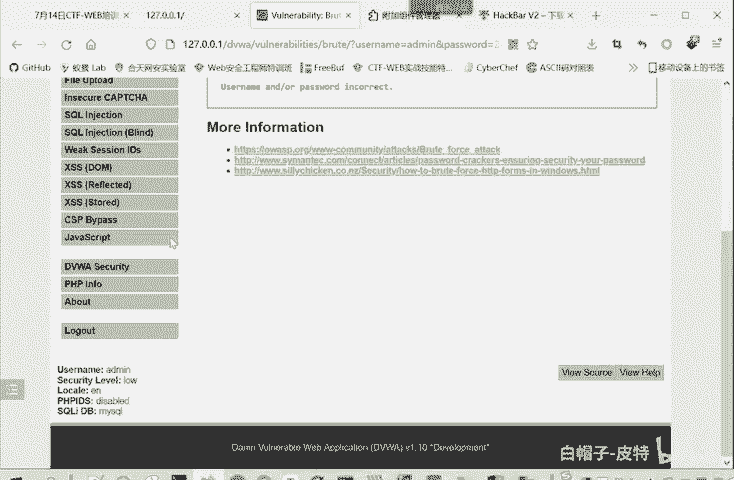 7月14日CTF-WEB培训
127.0.0.1/
Vulnerability: Bru
附加组件管理器
HackBar V2 – 下载
127.0.0.1/dvwa/vulnerabilities/brute/?username=admin&password=2
GitHub
蚁景 Lab
合天网安实验室
Web安全工程师特训班
FreeBuf
CTF-WEB实战技能特...
CyberChef
ASCII码对照表
移动设备上的书签
File Upload
Insecure CAPTCHA
SQL Injection
SQL Injection (Blind)
Weak Session IDs
XSS (DOM)
XSS (Reflected)
XSS (Stored)
CSP Bypass
JavaScript
DVWA Security
PHP Info
About
Logout
Username and/or password incorrect.
More Information
https://owasp.org/www-community/attacks/Brute_force_attack
http://www.symantec.com/connect/articles/password-crackers-ensuring-security-your-password
http://www.sillychicken.co.nz/Security/how-to-brute-force-http-forms-in-windows.html
Username: admin
Security Level: low
Locale: en
PHPIDS: disabled
SQLi DB: mysql
View Source
View Help
Damn Vulnerable Web Application (DVWA) v1.10 *Development*
白帽子-皮特